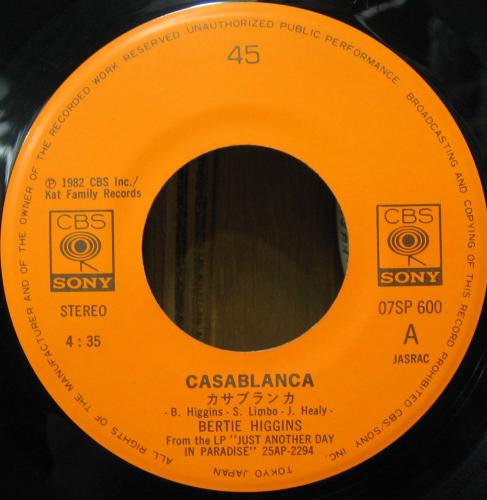 ALL RIGHTS OF THE MANUFACTURER AND OF THE OWNER OF THE RECORDED WORK RESERVED UNAUTHORIZED PUBLIC PERFORMANCE. BROADCASTING AND COPYING OF THIS RECORD PROHIBITED CBS/SONY INC.
TOKYO JAPAN
45
℗ 1982 CBS Inc./
Kat Family Records
CBS
SONY
CBS
SONY
STEREO
4:35
07SP 600
A
JASRAC
CASABLANCA
カサブランカ
- B. Higgins - S. Limbo - J. Healy -
BERTIE HIGGINS
From the LP "JUST ANOTHER DAY
IN PARADISE" 25AP-2294